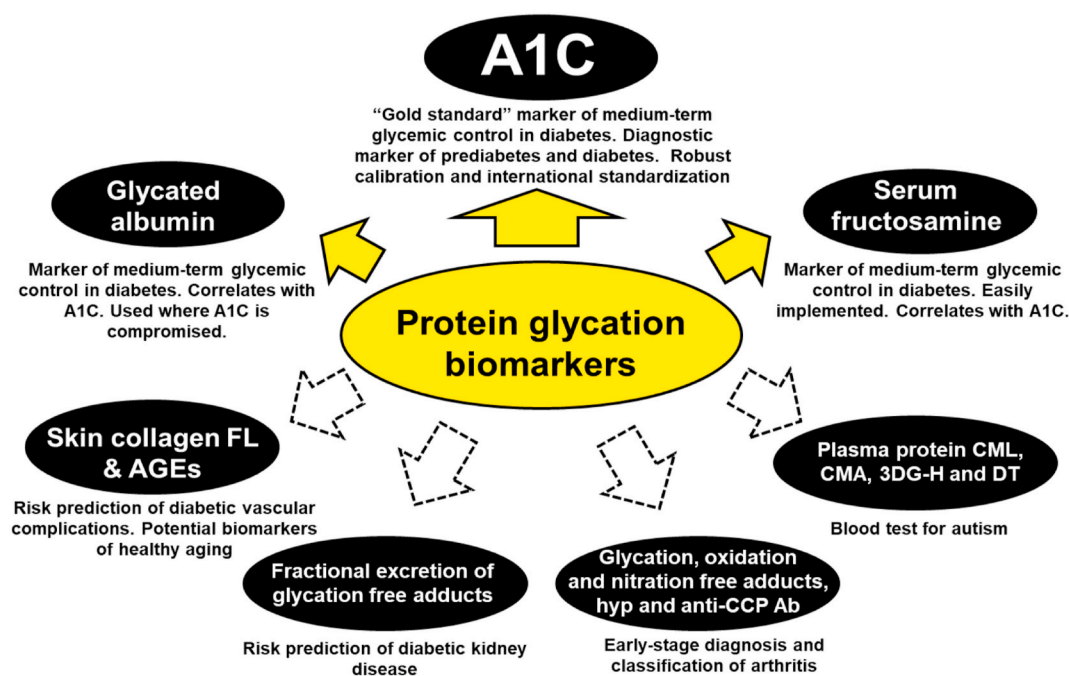 A1C
“Gold standard” marker of medium-term
glycemic control in diabetes. Diagnostic
marker of prediabetes and diabetes. Robust
calibration and international standardization
Glycated
albumin
Marker of medium-term glycemic
control in diabetes. Correlates with
A1C. Used where A1C is
compromised.
Serum
fructosamine
Marker of medium-term glycemic
control in diabetes. Easily
implemented. Correlates with A1C.
Protein glycation
biomarkers
Skin collagen FL
& AGEs
Risk prediction of diabetic vascular
complications. Potential biomarkers
of healthy aging
Plasma protein CML,
CMA, 3DG-H and DT
Blood test for autism
Fractional excretion of
glycation free adducts
Risk prediction of diabetic kidney
disease
Glycation, oxidation
and nitration free adducts,
hyp and anti-CCP Ab
Early-stage diagnosis and
classification of arthritis